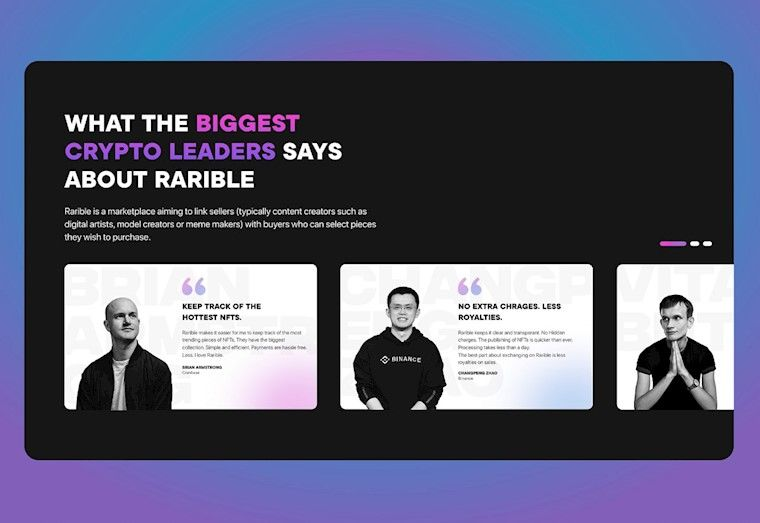 WHAT THE BIGGEST
CRYPTO LEADERS SAYS
ABOUT RARIBLE
Rarible is a marketplace aiming to link sellers (typically content creators such as
digital artists, model creators or meme makers) with buyers who can select pieces
they wish to purchase.
BRIAN
KEEP TRACK OF THE
HOTTEST NFTS.
Rarible makes it easier for me to keep track of the most
trending pieces of NFTs. They have the biggest
collection. Simple and efficient. Payments are hassle free.
Less. I love Rarible.
BRIAN ARMSTRONG
Coinbase
CHANGP
BINANCE
NO EXTRA CHRAGES. LESS
ROYALTIES.
Rarible keeps it clear and transparent. No Hidden
charges. The publishing of NFTs is quicker than ever.
Processing takes less than a day.
The best part about exchanging on Rarible is less
royalties on sales.
CHANGPENG ZHAO
Binance
VITA